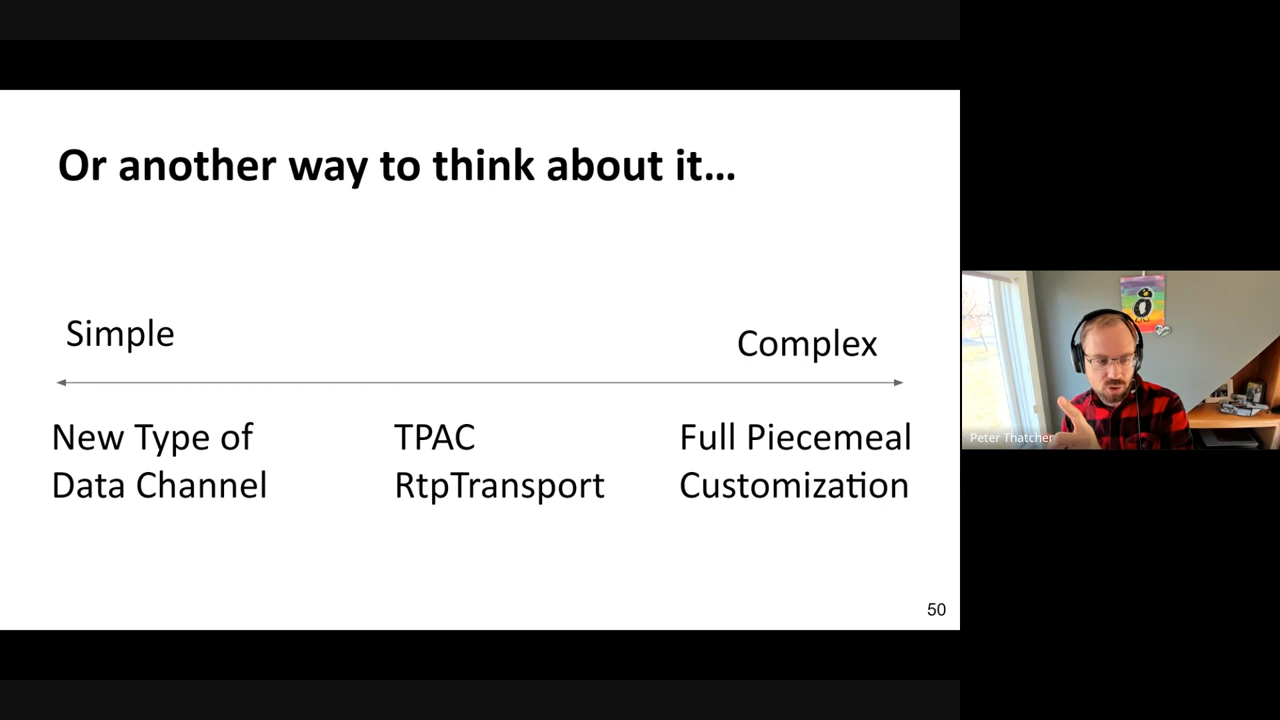 Or another way to think about it...
Simple
Complex
New Type of
Data Channel
TPAC
RtpTransport
Full Piecemeal
Customization
50
Peter Thatcher